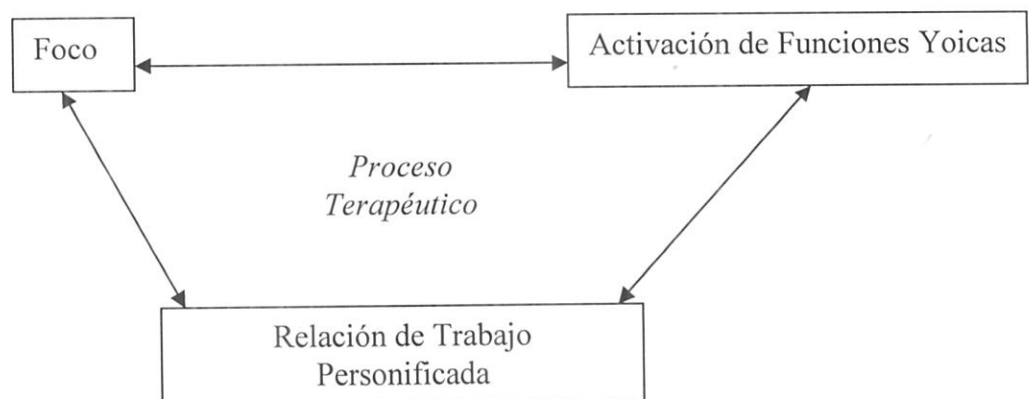 Foco
Activación de Funciones Yoicas
Proceso
Terapéutico
Relación de Trabajo
Personificada